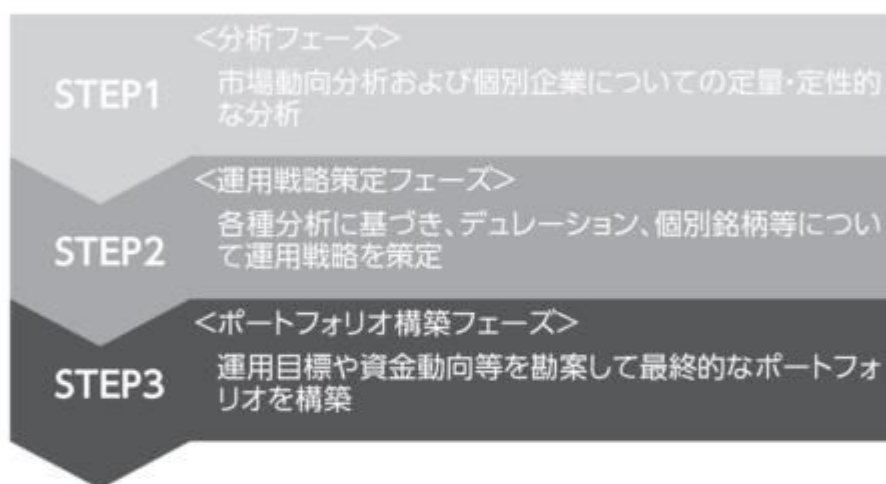 <分析フェーズ>
STEP1
市場動向分析および個別企業についての定量・定性的
な分析
<運用戦略策定フェーズ>
STEP2
各種分析に基づき、デュレーション、個別銘柄等につい
て運用戦略を策定
<ポートフォリオ構築フェーズ>
STEP3
運用目標や資金動向等を勘案して最終的なポートフォ
リオを構築